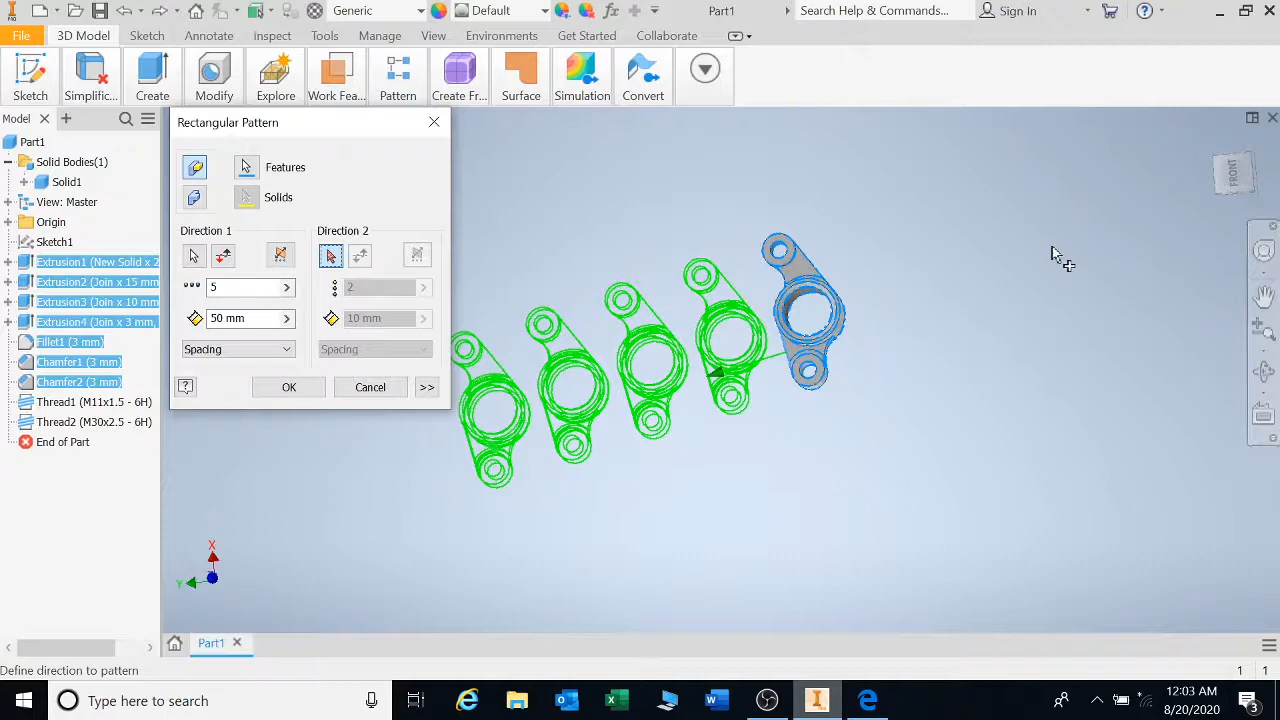 Generic
Default
fx
Part1
Search Help & Commands...
Sign In
PRO
File
3D Model
Sketch
Annotate
Inspect
Tools
Manage
View
Environments
Get Started
Collaborate
Sketch
Simplific...
Create
Modify
Explore
Work Fea...
Pattern
Create Fr...
Surface
Simulation
Convert
Model
Part1
Solid Bodies(1)
Solid1
View: Master
Origin
Sketch1
Extrusion1 (New Solid x 2
Extrusion2 (Join x 15 mm
Extrusion3 (Join x 10 mm
Extrusion4 (Join x 3 mm,
Fillet1 (3 mm)
Chamfer1 (3 mm)
Chamfer2 (3 mm)
Thread1 (M11x1.5 - 6H)
Thread2 (M30x2.5 - 6H)
End of Part
Rectangular Pattern
Features
Solids
Direction 1
Direction 2
5
2
50 mm
10 mm
Spacing
Spacing
OK
Cancel
>>
FRONT
X
Y
Part1
Define direction to pattern
1
1
Type here to search
12:03 AM
8/20/2020
3